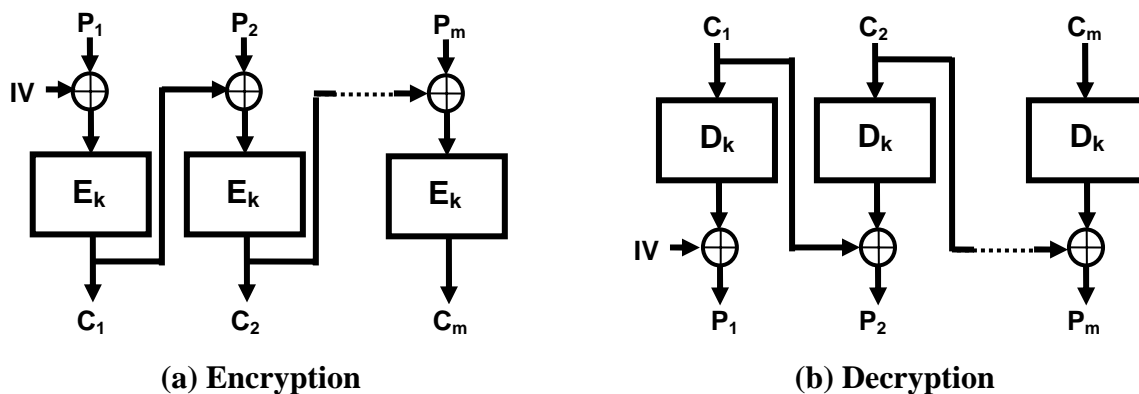 P₁ P₂ Pₘ
IV
Eₖ Eₖ Eₖ
C₁ C₂ Cₘ
(a) Encryption
C₁ C₂ Cₘ
Dₖ Dₖ Dₖ
IV
P₁ P₂ Pₘ
(b) Decryption